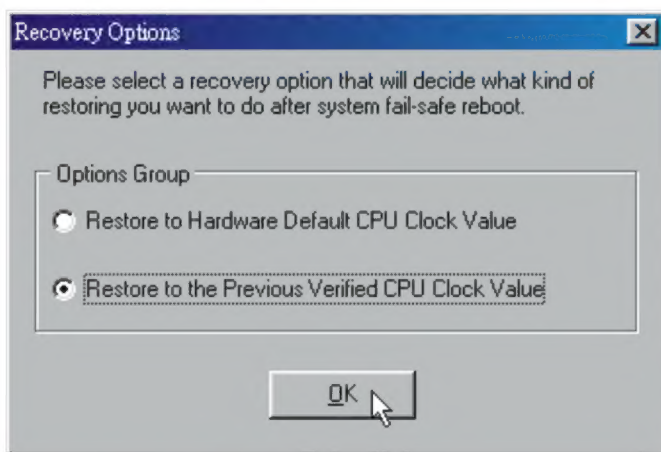 Recovery Options
Please select a recovery option that will decide what kind of
restoring you want to do after system fail-safe reboot.
Options Group
Restore to Hardware Default CPU Clock Value
Restore to the Previous Verified CPU Clock Value
OK